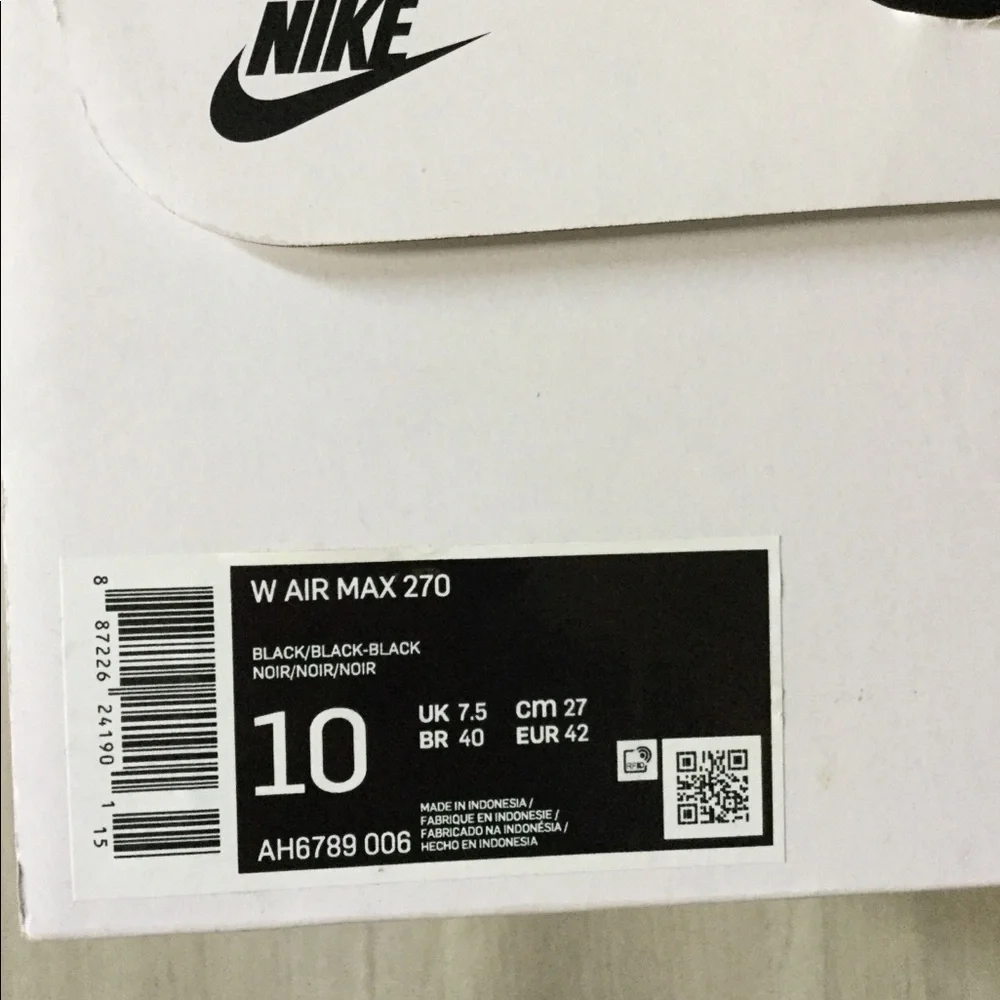 NIKE
W AIR MAX 270
BLACK/BLACK-BLACK
NOIR/NOIR/NOIR
10
UK 7.5 cm 27
BR 40 EUR 42
MADE IN INDONESIA /
FABRIQUE EN INDONESIE /
FABRICADO NA INDONÉSIA /
HECHO EN INDONESIA
AH6789 006
RFID
8 87226 24190 1 15